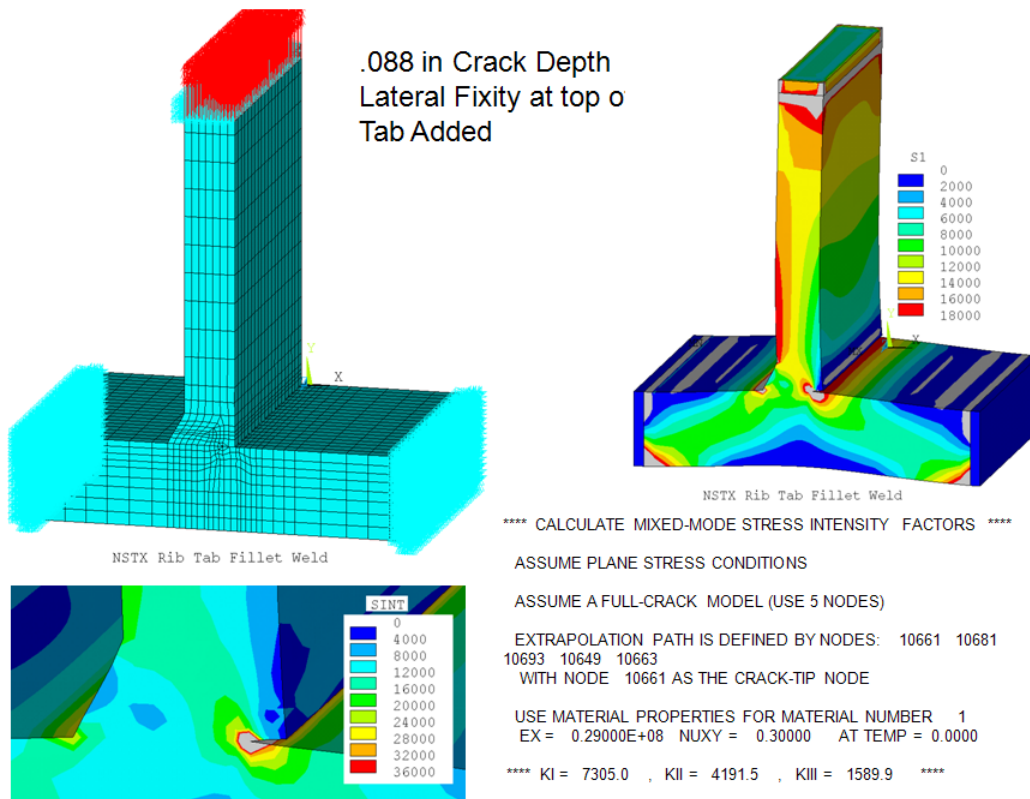 .088 in Crack Depth
Lateral Fixity at top o
Tab Added
Y
X
NSTX Rib Tab Fillet Weld
S1
0
2000
4000
6000
8000
10000
12000
14000
16000
18000
Y
X
NSTX Rib Tab Fillet Weld
SINT
0
4000
8000
12000
16000
20000
24000
28000
32000
36000
**** CALCULATE MIXED-MODE STRESS INTENSITY FACTORS ****
ASSUME PLANE STRESS CONDITIONS
ASSUME A FULL-CRACK MODEL (USE 5 NODES)
EXTRAPOLATION PATH IS DEFINED BY NODES: 10661 10681
10693 10649 10663
WITH NODE 10661 AS THE CRACK-TIP NODE
USE MATERIAL PROPERTIES FOR MATERIAL NUMBER 1
EX = 0.29000E+08 NUXY = 0.30000 AT TEMP = 0.0000
**** KI = 7305.0 , KII = 4191.5 , KIII = 1589.9 ****